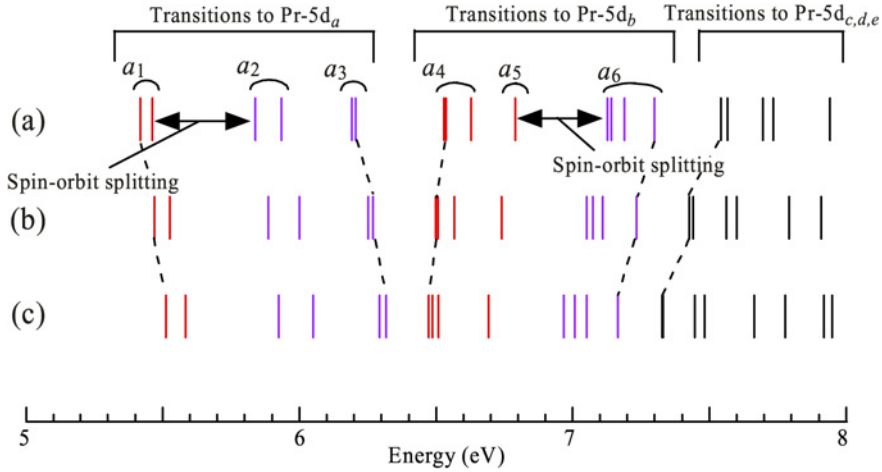 Transitions to Pr-5dₐ Transitions to Pr-5d_b Transitions to Pr-5d_c,d,e
a₁ a₂ a₃ a₄ a₅ a₆
(a)
Spin-orbit splitting Spin-orbit splitting
(b)
(c)
5 6 7 8
Energy (eV)